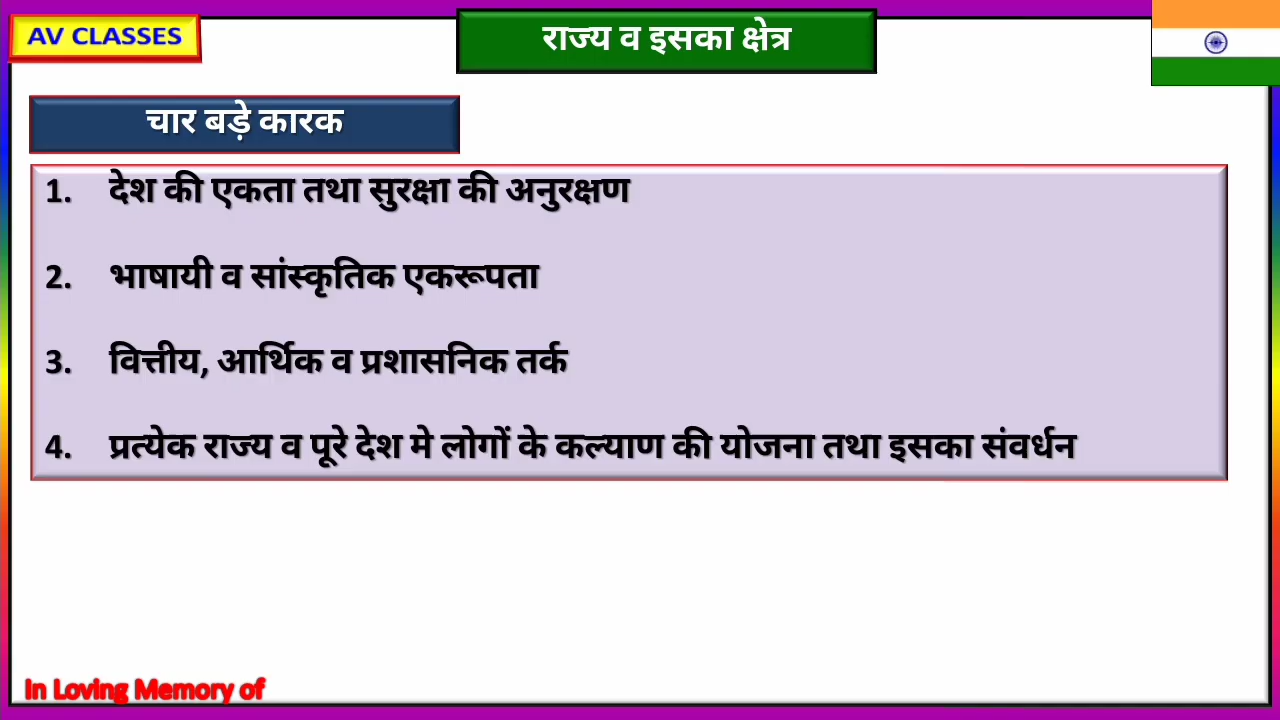 AV CLASSES
राज्य व इसका क्षेत्र
चार बड़े कारक
1. देश की एकता तथा सुरक्षा की अनुरक्षण
2. भाषायी व सांस्कृतिक एकरूपता
3. वित्तीय, आर्थिक व प्रशासनिक तर्क
4. प्रत्येक राज्य व पूरे देश मे लोगों के कल्याण की योजना तथा इसका संवर्धन
In Loving Memory of